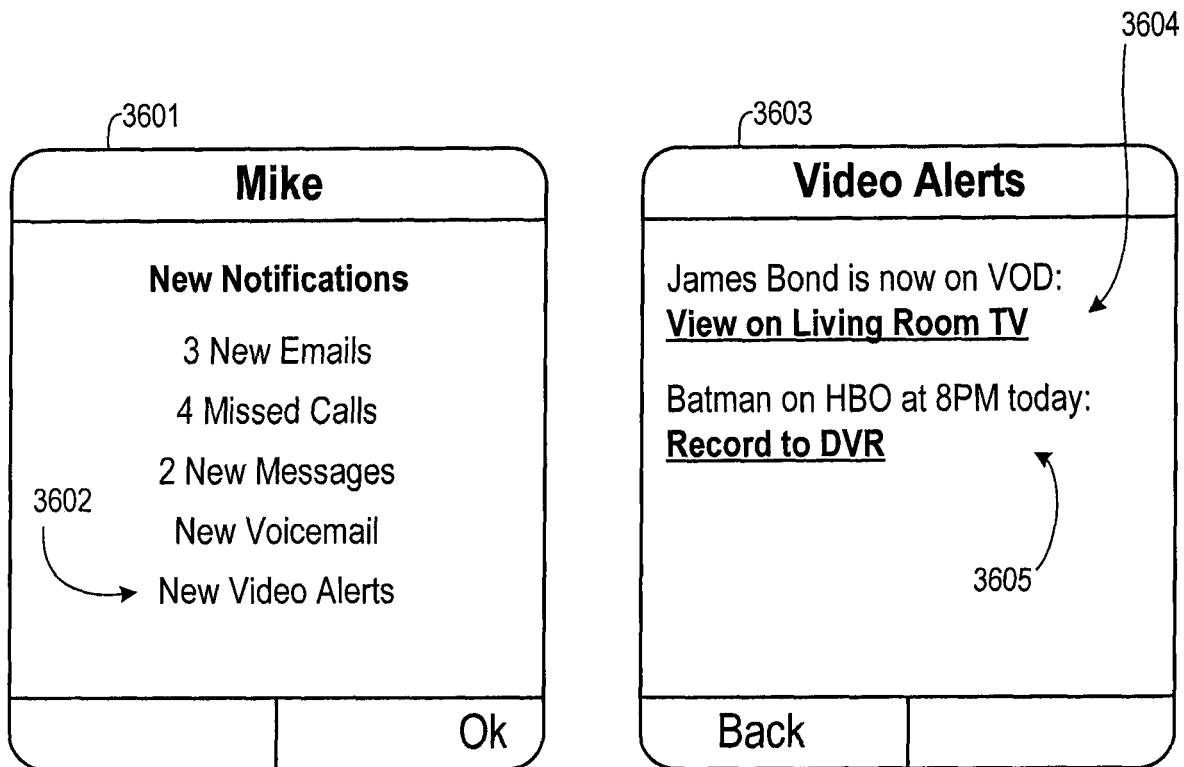 3604
3601
Mike
New Notifications
3 New Emails
4 Missed Calls
2 New Messages
3602
New Voicemail
New Video Alerts
Ok
3603
Video Alerts
James Bond is now on VOD:
View on Living Room TV
Batman on HBO at 8PM today:
Record to DVR
3605
Back